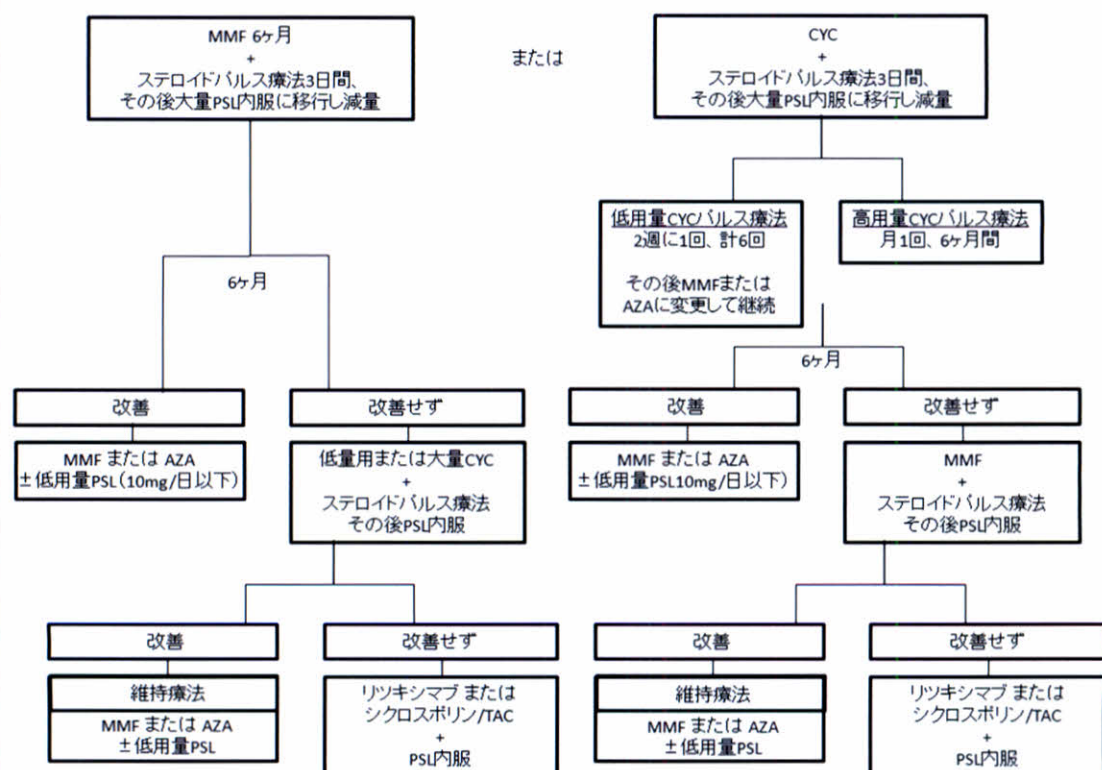 MMF 6ヶ月
+
ステロイドパルス療法3日間、
その後大量PSL内服に移行し減量
または
CYC
+
ステロイドパルス療法3日間、
その後大量PSL内服に移行し減量
低用量CYCパルス療法
2週に1回、計6回
その後MMFまたは
AZAに変更して継続
高用量CYCパルス療法
月1回、6ヶ月間
6ヶ月
6ヶ月
改善
改善せず
改善
改善せず
MMF または AZA
±低用量PSL(10mg/日以下)
低量用または大量CYC
+
ステロイドパルス療法
その後PSL内服
MMF または AZA
±低用量PSL10mg/日以下)
MMF
+
ステロイドパルス療法
その後PSL内服
改善
改善せず
改善
改善せず
維持療法
MMF または AZA
±低用量PSL
リツキシマブ または
シクロスポリン/TAC
+
PSL内服
維持療法
MMF または AZA
±低用量PSL
リツキシマブ または
シクロスポリン/TAC
+
PSL内服